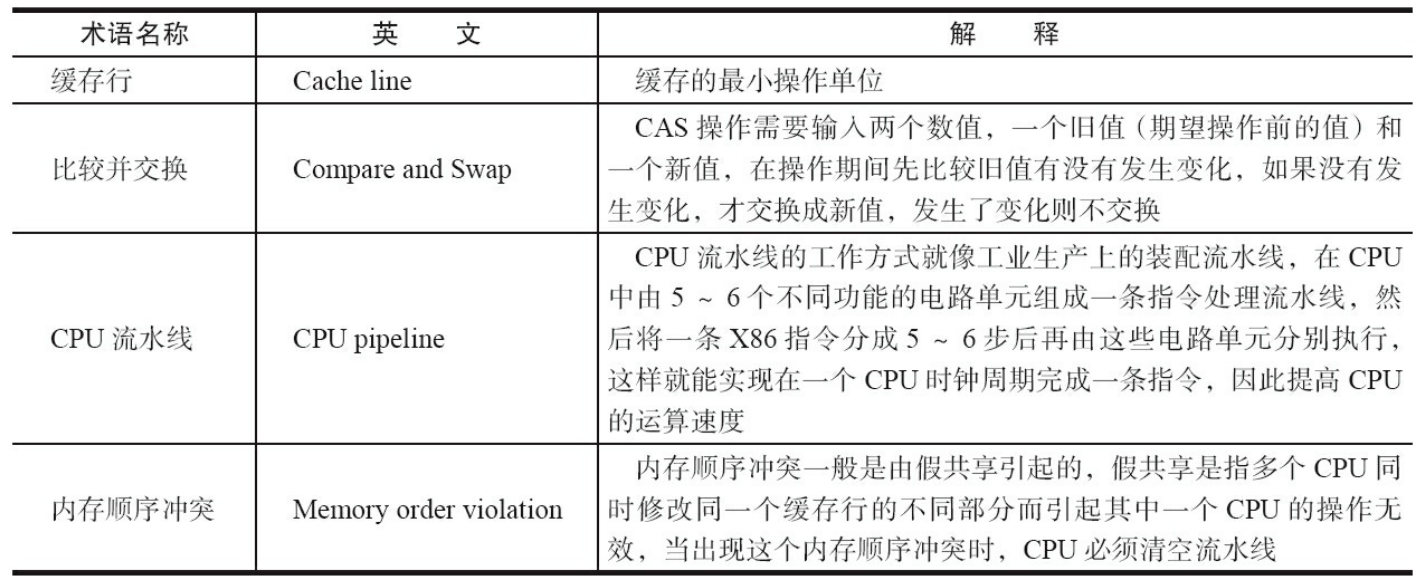 术语名称 英 文 解 释
缓存行 Cache line 缓存的最小操作单位
比较并交换 Compare and Swap CAS 操作需要输入两个数值，一个旧值（期望操作前的值）和
一个新值，在操作期间先比较旧值有没有发生变化，如果没有发
生变化，才交换成新值，发生了变化则不交换
CPU 流水线 CPU pipeline CPU 流水线的工作方式就像工业生产上的装配流水线，在 CPU
中由 5 ~ 6 个不同功能的电路单元组成一条指令处理流水线，然
后将一条 X86 指令分成 5 ~ 6 步后再由这些电路单元分别执行，
这样就能实现在一个 CPU 时钟周期完成一条指令，因此提高 CPU
的运算速度
内存顺序冲突 Memory order violation 内存顺序冲突一般是由假共享引起的，假共享是指多个 CPU 同
时修改同一个缓存行的不同部分而引起其中一个 CPU 的操作无
效，当出现这个内存顺序冲突时，CPU 必须清空流水线